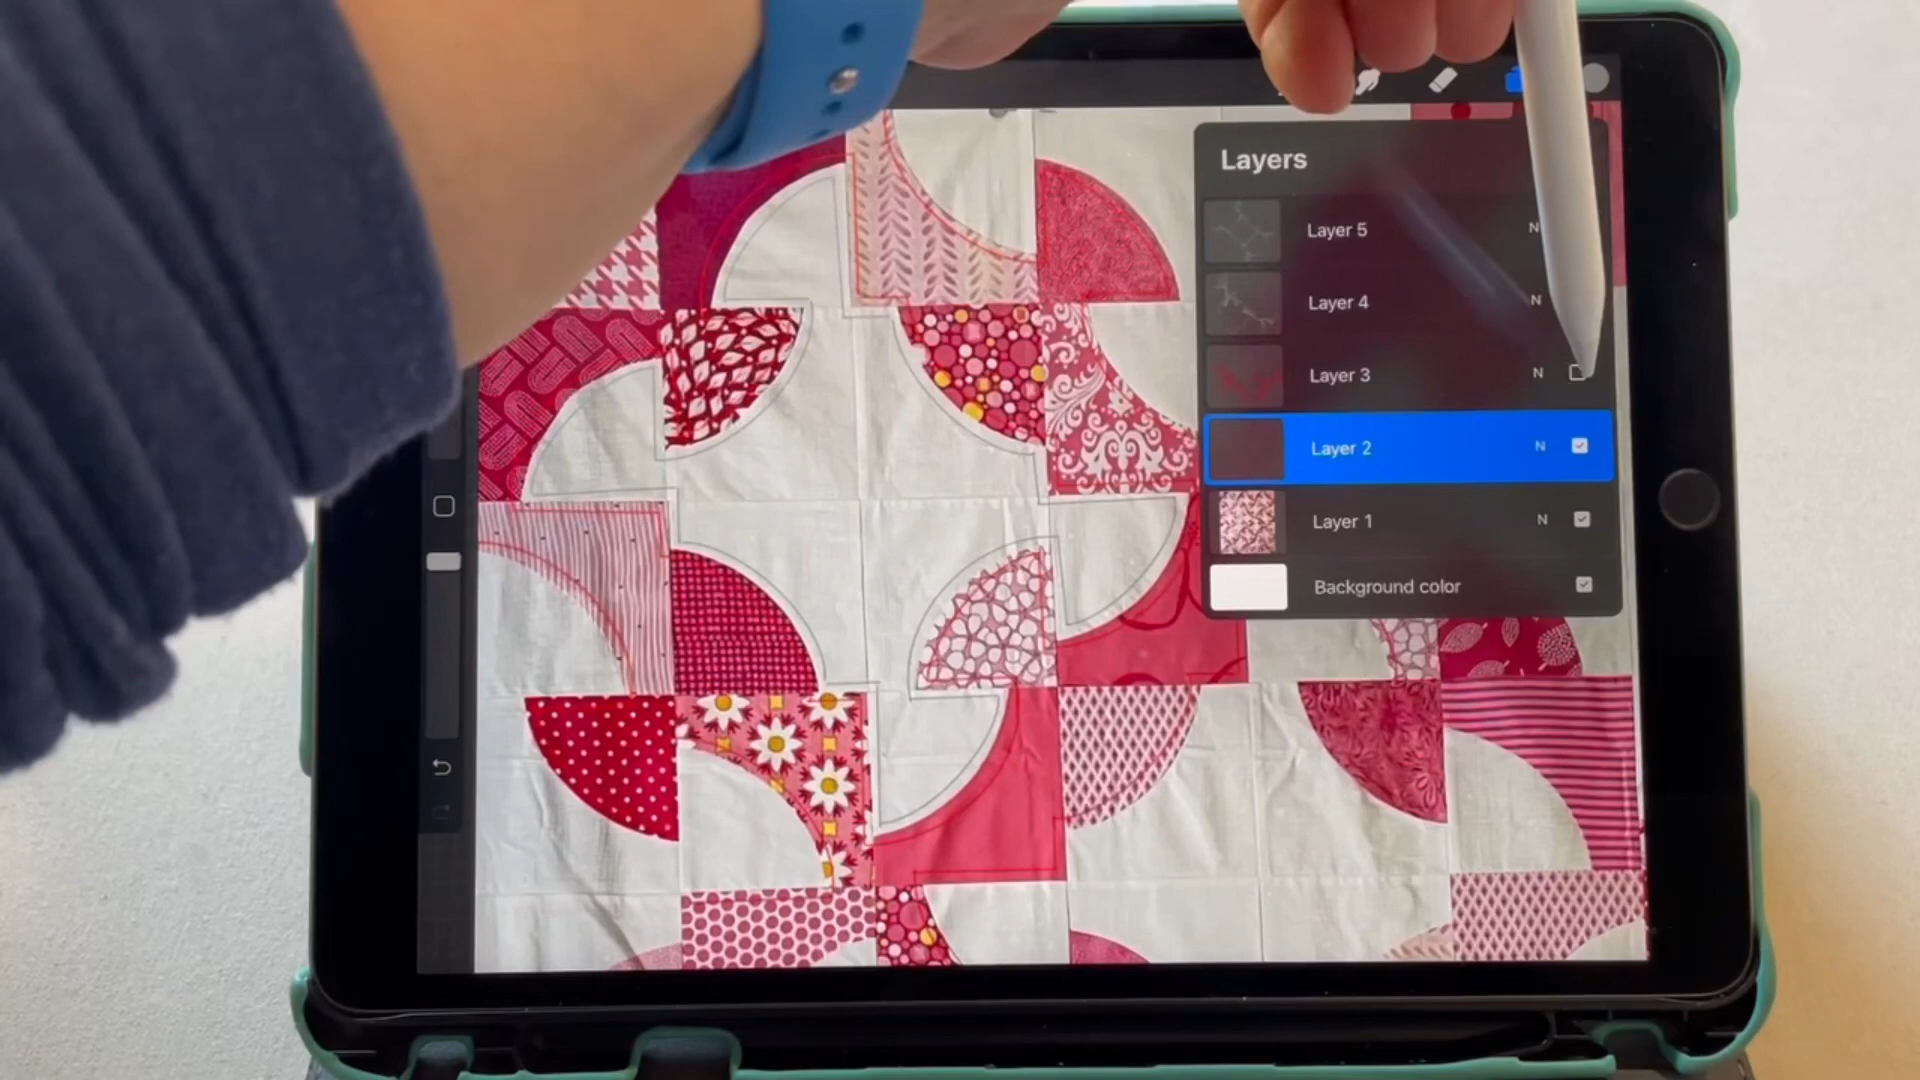 Layers
Layer 5 N
Layer 4 N
Layer 3 N
Layer 2 N
Layer 1 N
Background color